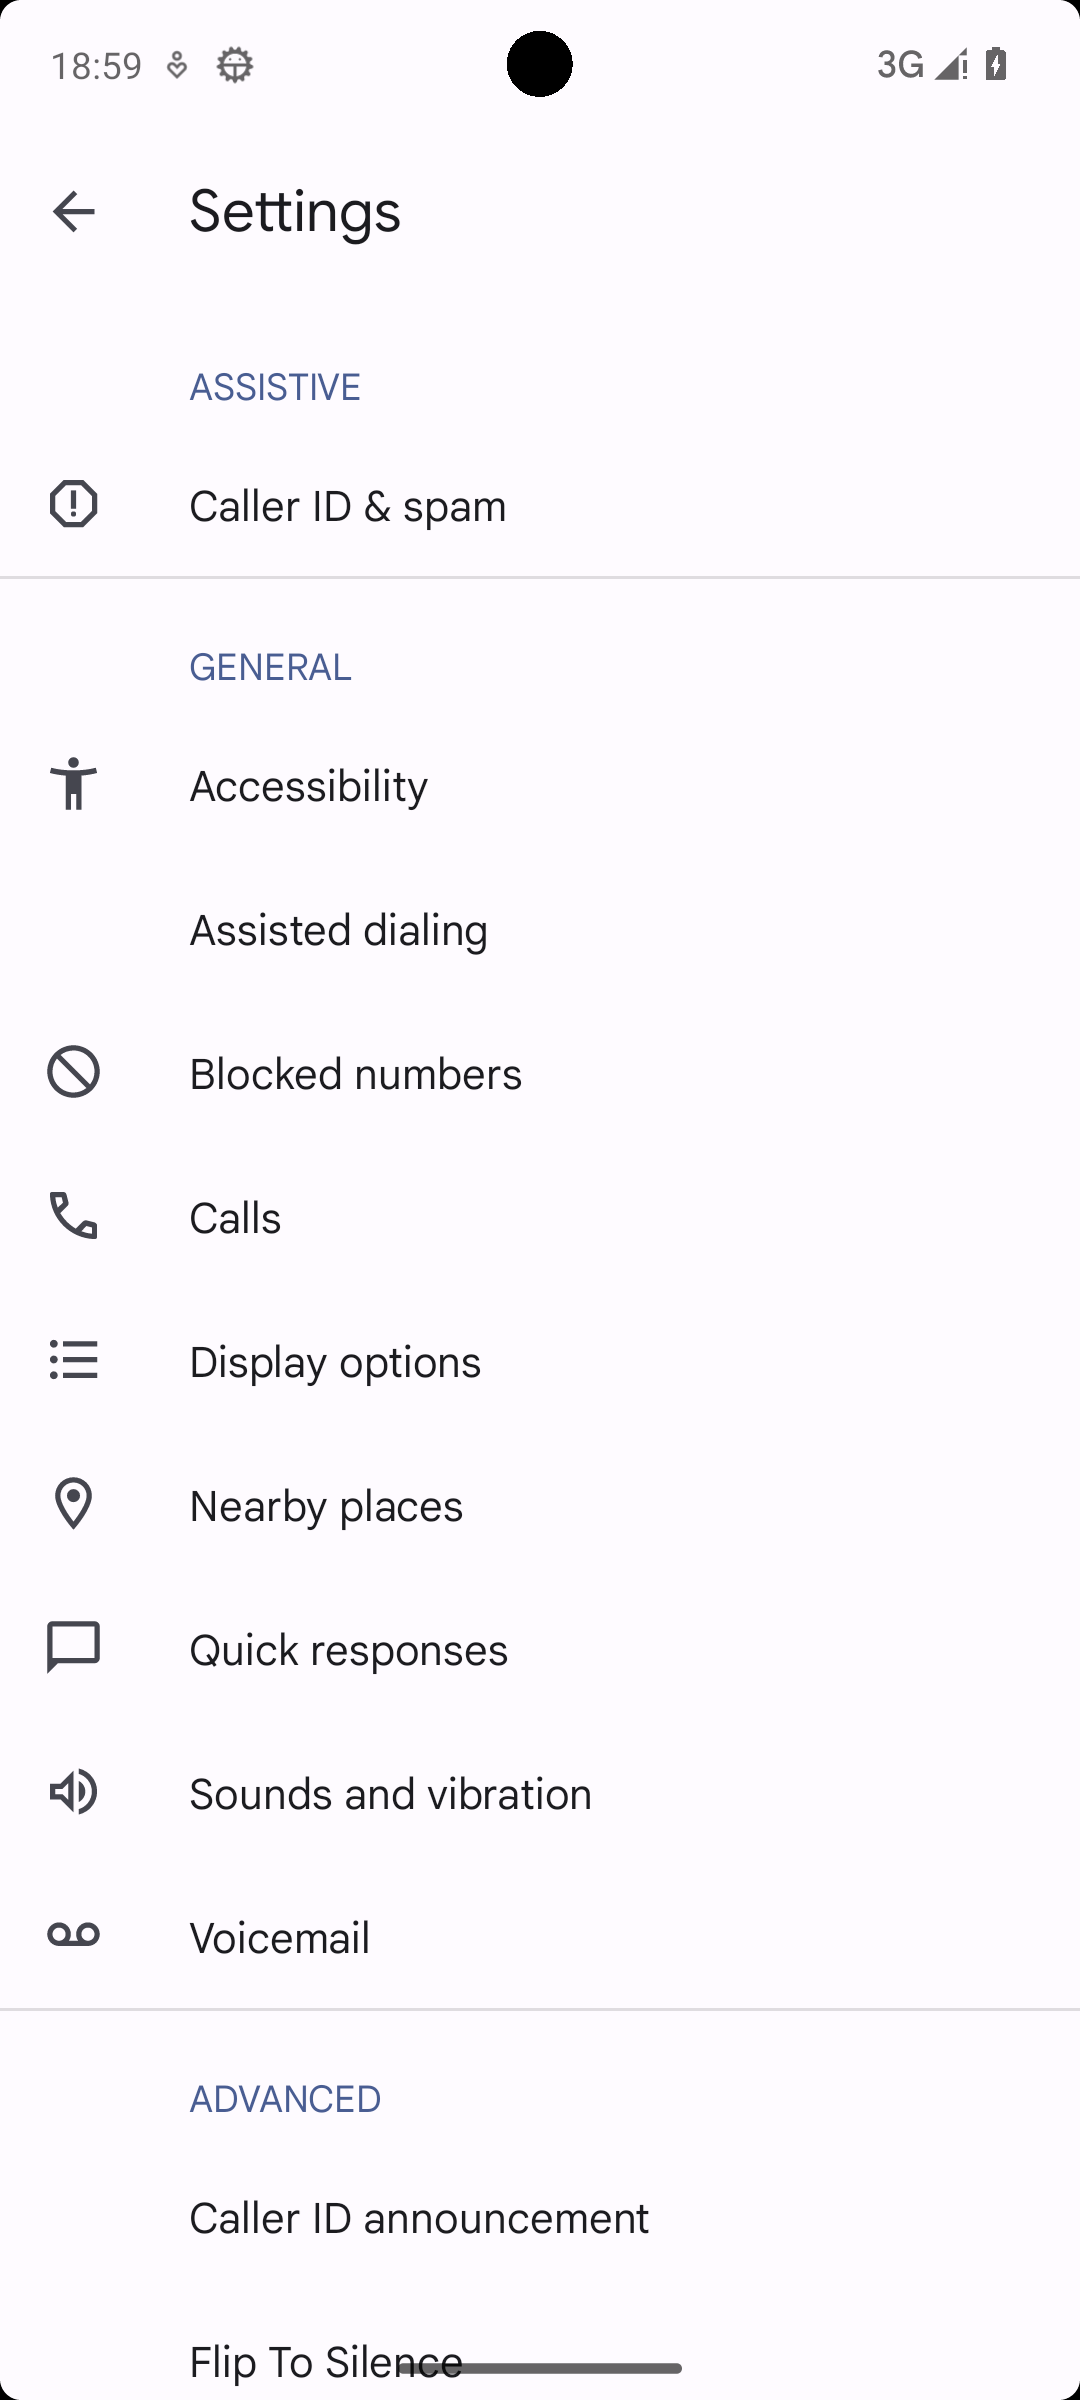 18:59
3G
Settings
ASSISTIVE
Caller ID & spam
GENERAL
Accessibility
Assisted dialing
Blocked numbers
Calls
Display options
Nearby places
Quick responses
Sounds and vibration
Voicemail
ADVANCED
Caller ID announcement
Flip To Silence